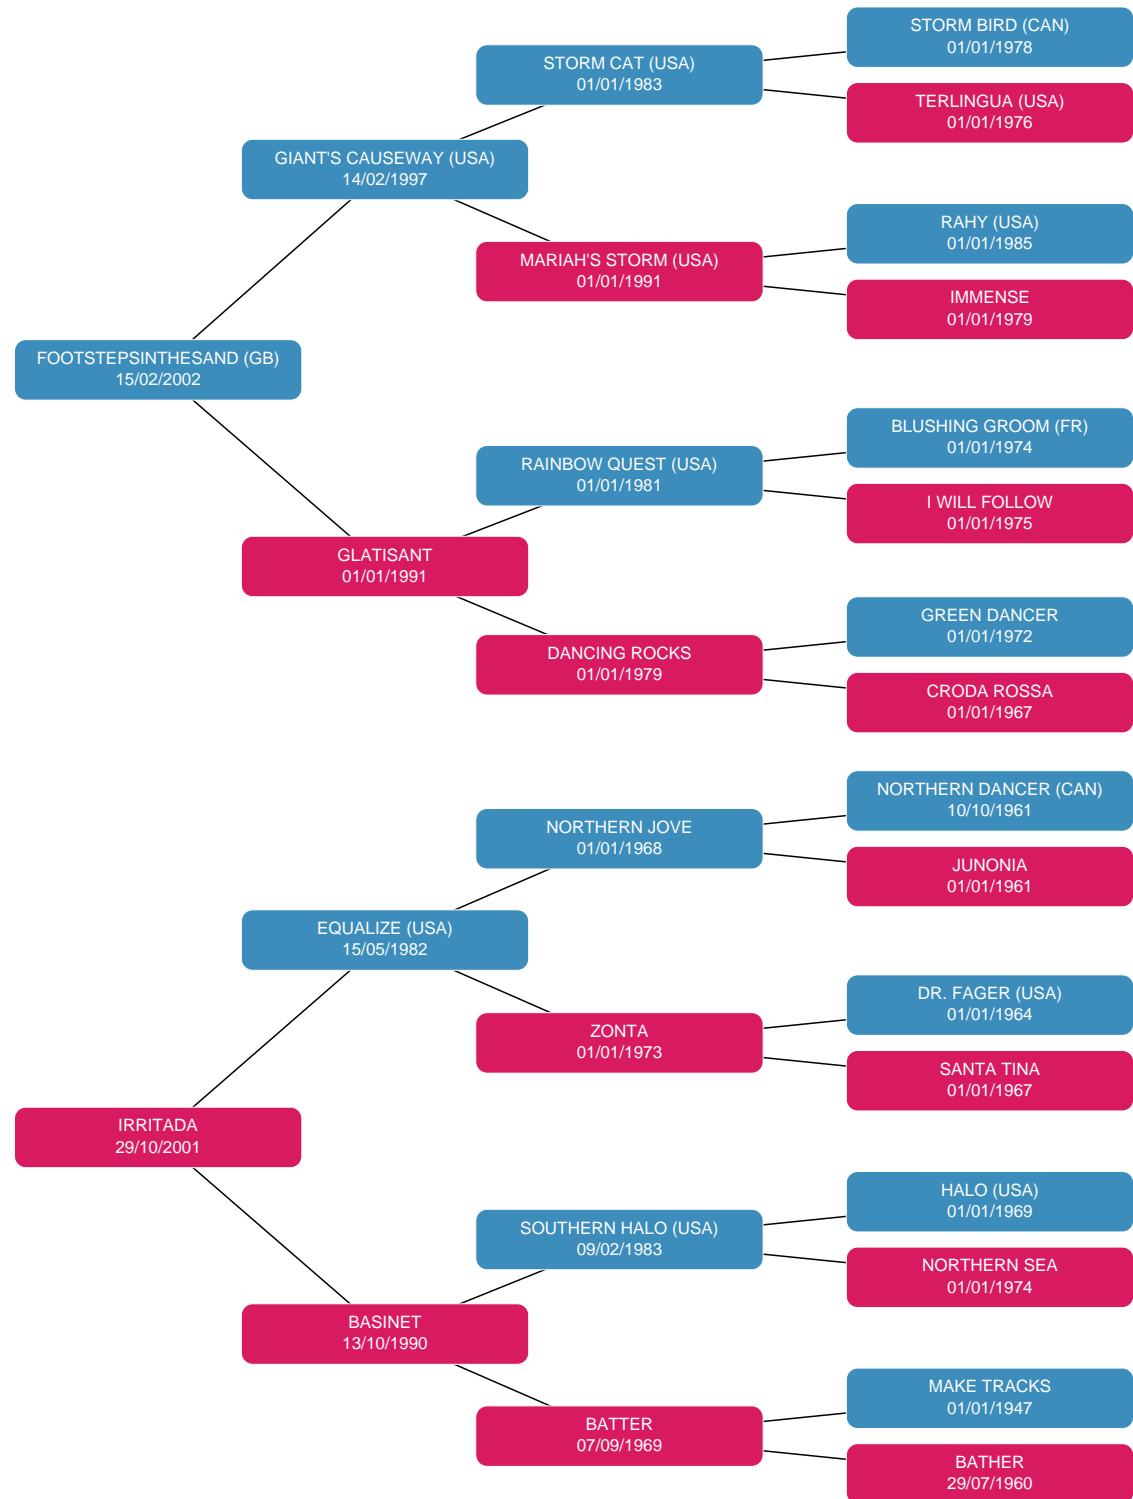 STORM BIRD (CAN)
01/01/1978
STORM CAT (USA)
01/01/1983
TERLINGUA (USA)
01/01/1976
GIANT'S CAUSEWAY (USA)
14/02/1997
RAHY (USA)
01/01/1985
MARIAH'S STORM (USA)
01/01/1991
IMMENSE
01/01/1979
FOOTSTEPSINTHESAND (GB)
15/02/2002
BLUSHING GROOM (FR)
01/01/1974
RAINBOW QUEST (USA)
01/01/1981
I WILL FOLLOW
01/01/1975
GLATISANT
01/01/1991
GREEN DANCER
01/01/1972
DANCING ROCKS
01/01/1979
CRODA ROSSA
01/01/1967
NORTHERN DANCER (CAN)
10/10/1961
NORTHERN JOVE
01/01/1968
JUNONIA
01/01/1961
EQUALIZE (USA)
15/05/1982
DR. FAGER (USA)
01/01/1964
ZONTA
01/01/1973
SANTA TINA
01/01/1967
IRRITADA
29/10/2001
HALO (USA)
01/01/1969
SOUTHERN HALO (USA)
09/02/1983
NORTHERN SEA
01/01/1974
BASINET
13/10/1990
MAKE TRACKS
01/01/1947
BATTER
07/09/1969
BATHER
29/07/1960